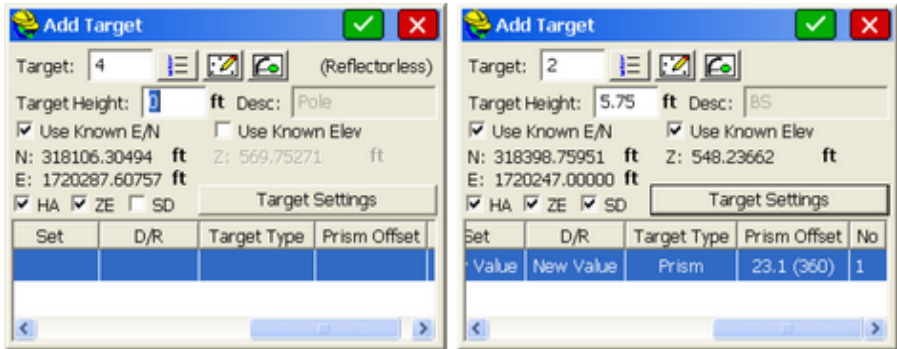 Add Target
Target: 4 (Reflectorless)
Target Height: 0 ft Desc: Pole
Use Known E/N Use Known Elev
N: 318106.30494 ft Z: 569.75271 ft
E: 1720287.60757 ft
HA ZE SD Target Settings
Set D/R Target Type Prism Offset
Add Target
Target: 2
Target Height: 5.75 ft Desc: BS
Use Known E/N Use Known Elev
N: 318398.75951 ft Z: 548.23662 ft
E: 1720247.00000 ft
HA ZE SD Target Settings
Set D/R Target Type Prism Offset No
Value New Value Prism 23.1 (360) 1